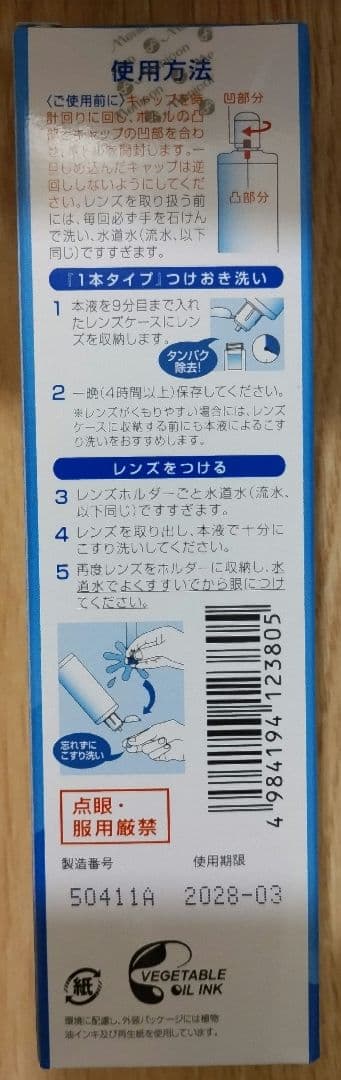 Menicon
使用方法
〈ご使用前に〉キャップを時
計回りに回し、ボトルの凸
部とキャップの凹部を合わ
せ、ボトルを開封します。一
旦しめ込んだキャップは逆
回ししないようにしてくだ
さい。レンズを取り扱う前
には、毎回必ず手を石けん
で洗い、水道水(流水、以下
同じ)ですすぎます。
凹部分
凸部分
『1本タイプ』つけおき洗い
1 本液を9分目まで入れ
たレンズケースにレン
ズを収納します。
タンパク
除去!
2 一晩(4時間以上)保存してください。
※レンズがくもりやすい場合には、レンズ
ケースに収納する前にも本液によるこす
り洗いをおすすめします。
レンズをつける
3 レンズホルダーごと水道水(流水、
以下同じ)ですすぎます。
4 レンズを取り出し、本液で十分に
こすり洗いしてください。
5 再度レンズをホルダーに収納し、水
道水でよくすすいでから眼につけ
てください。
忘れずに
こすり洗い
4 984194 123805
点眼・
服用厳禁
製造番号 使用期限
50411A 2028-03
紙
VEGETABLE
OIL INK
環境に配慮し、外装パッケージには植物
油インキ及び再生紙を使用しています。